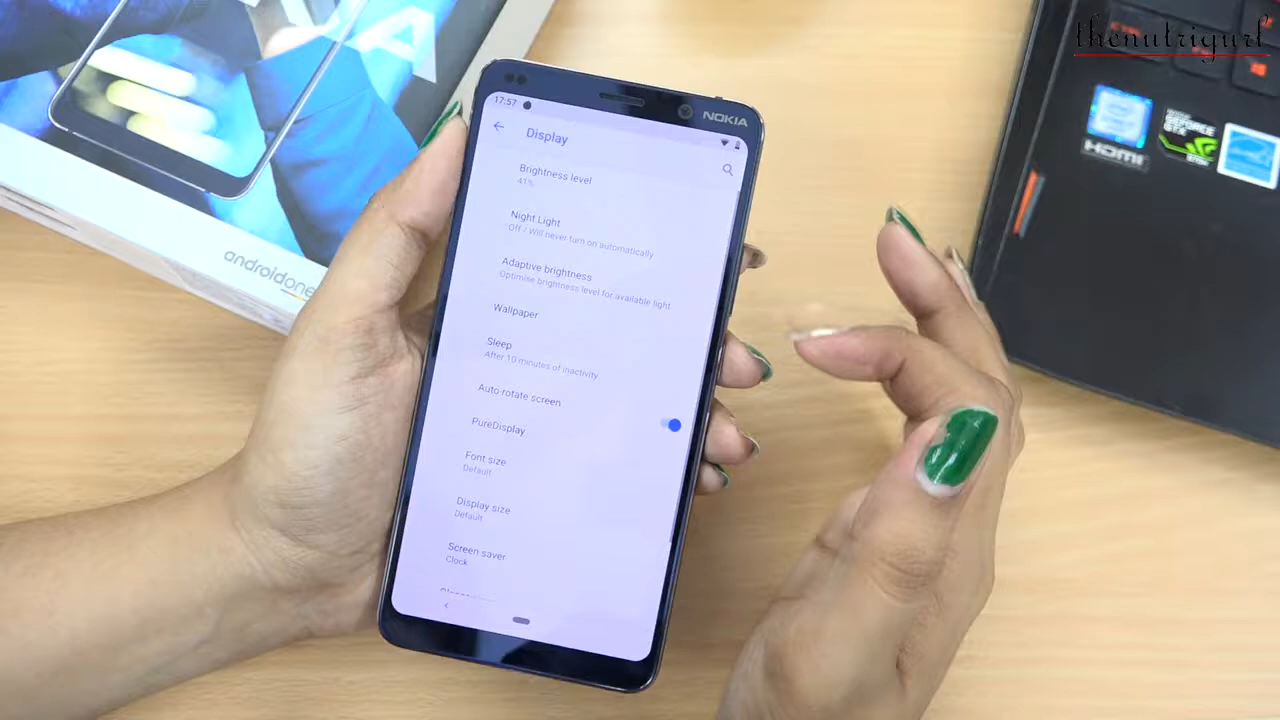 thenutrigurl
17:57
NOKIA
Display
Brightness level
41%
Night Light
Off / Will never turn on automatically
Adaptive brightness
Optimise brightness level for available light
Wallpaper
Sleep
After 10 minutes of inactivity
Auto-rotate screen
PureDisplay
Font size
Default
Display size
Default
Screen saver
Clock
androidone
GEFORCE
GTX
HDMI